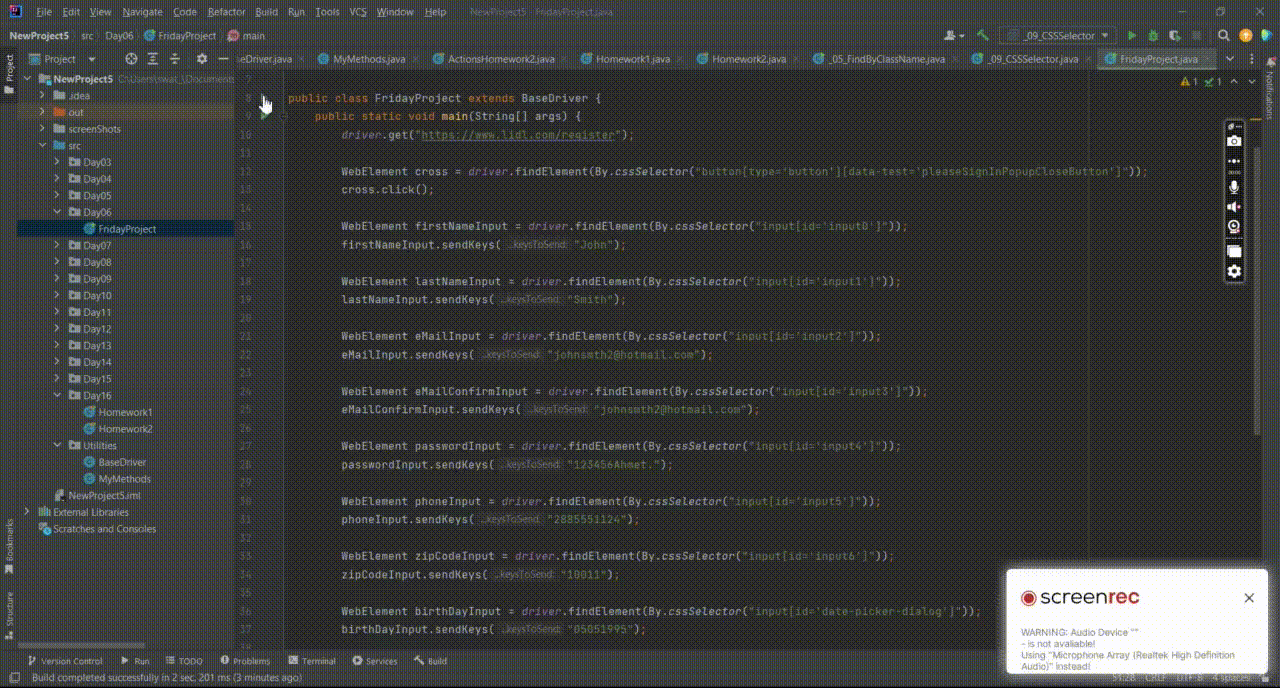 File Edit View Navigate Code Refactor Build Run Tools VCS Window Help NewProject5 - FridayProject.java
NewProject5 src Day06 FridayProject main _09_CSSSelector
Project
eDriver.java MyMethods.java ActionsHomework2.java Homework1.java Homework2.java _05_FindByClassName.java _09_CSSSelector.java FridayProject.java
NewProject5 C:\Users\swat_\Documents
.idea
out
screenShots
src
Day03
Day04
Day05
Day06
FridayProject
Day07
Day08
Day09
Day10
Day11
Day12
Day13
Day14
Day15
Day16
Homework1
Homework2
Utilities
BaseDriver
MyMethods
NewProject5.iml
External Libraries
Scratches and Consoles
Project
Bookmarks
Structure
Notifications
1 1
7
8 public class FridayProject extends BaseDriver {
9 public static void main(String[] args) {
10 driver.get("https://www.lidl.com/register");
11
12 WebElement cross = driver.findElement(By.cssSelector("button[type='button'][data-test='pleaseSignInPopupCloseButton']"));
13 cross.click();
14
15 WebElement firstNameInput = driver.findElement(By.cssSelector("input[id='input0']"));
16 firstNameInput.sendKeys( ...keysToSend: "John");
17
18 WebElement lastNameInput = driver.findElement(By.cssSelector("input[id='input1']"));
19 lastNameInput.sendKeys( ...keysToSend: "Smith");
20
21 WebElement eMailInput = driver.findElement(By.cssSelector("input[id='input2']"));
22 eMailInput.sendKeys( ...keysToSend: "johnsmth2@hotmail.com");
23
24 WebElement eMailConfirmInput = driver.findElement(By.cssSelector("input[id='input3']"));
25 eMailConfirmInput.sendKeys( ...keysToSend: "johnsmth2@hotmail.com");
26
27 WebElement passwordInput = driver.findElement(By.cssSelector("input[id='input4']"));
28 passwordInput.sendKeys( ...keysToSend: "123456Ahmet.");
29
30 WebElement phoneInput = driver.findElement(By.cssSelector("input[id='input5']"));
31 phoneInput.sendKeys( ...keysToSend: "2885551124");
32
33 WebElement zipCodeInput = driver.findElement(By.cssSelector("input[id='input6']"));
34 zipCodeInput.sendKeys( ...keysToSend: "10011");
35
36 WebElement birthDayInput = driver.findElement(By.cssSelector("input[id='date-picker-dialog']"));
37 birthDayInput.sendKeys( ...keysToSend: "05051995");
screenrec
WARNING: Audio Device ""
- is not avaliable!
Using "Microphone Array (Realtek High Definition
Audio)" instead!
Version Control Run TODO Problems Terminal Services Build
Build completed successfully in 2 sec, 201 ms (3 minutes ago)
51:28 CRLF UTF-8 4 spaces